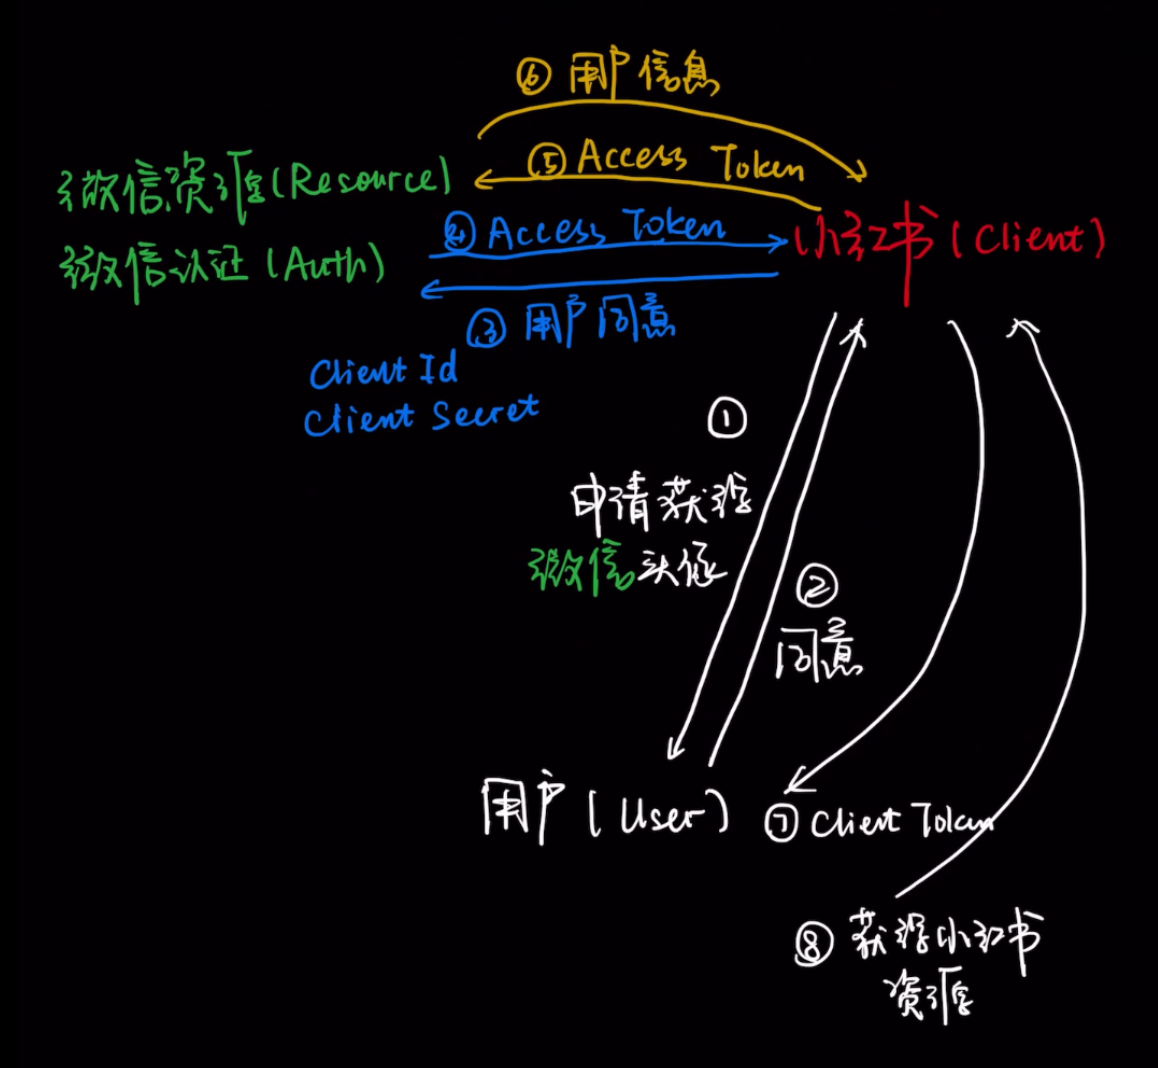 ⑥ 用户信息
⑤ Access Token
微信资源(Resource)
④ Access Token
小红书(Client)
微信认证(Auth)
③ 用户同意
Client Id
Client Secret
①
申请获得
微信头像
②
同意
用户(User)
⑦ Client Token
⑧ 获得小红书
资源